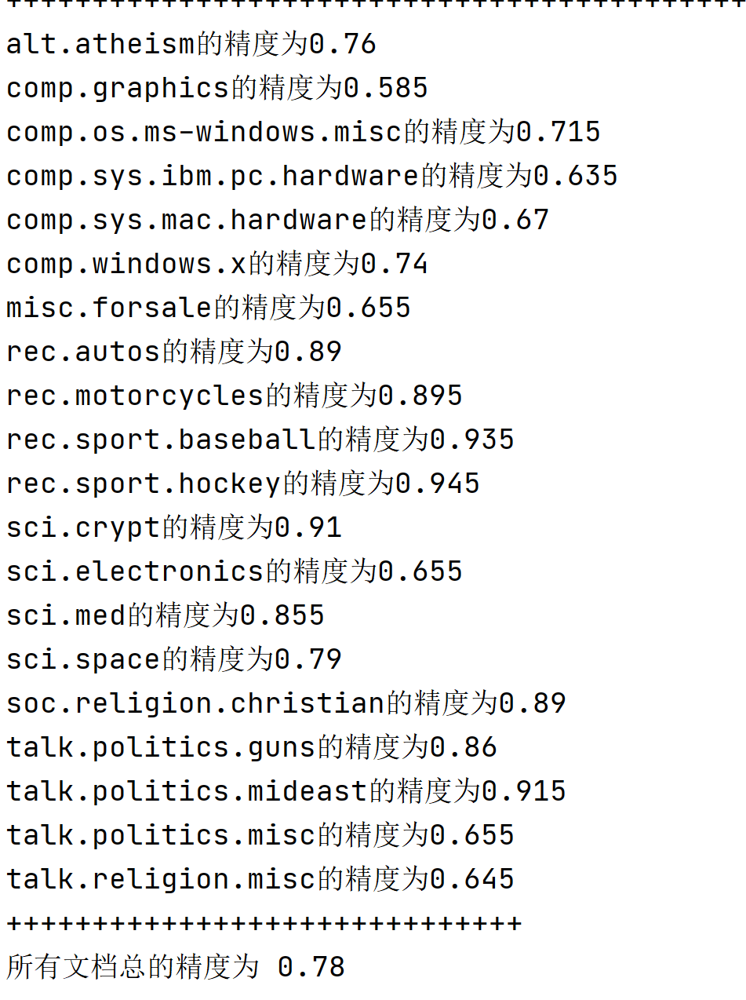 +++++++++++++++++++++++++++++++++++++++++++
alt.atheism的精度为0.76
comp.graphics的精度为0.585
comp.os.ms-windows.misc的精度为0.715
comp.sys.ibm.pc.hardware的精度为0.635
comp.sys.mac.hardware的精度为0.67
comp.windows.x的精度为0.74
misc.forsale的精度为0.655
rec.autos的精度为0.89
rec.motorcycles的精度为0.895
rec.sport.baseball的精度为0.935
rec.sport.hockey的精度为0.945
sci.crypt的精度为0.91
sci.electronics的精度为0.655
sci.med的精度为0.855
sci.space的精度为0.79
soc.religion.christian的精度为0.89
talk.politics.guns的精度为0.86
talk.politics.mideast的精度为0.915
talk.politics.misc的精度为0.655
talk.religion.misc的精度为0.645
++++++++++++++++++++++++++++++
所有文档总的精度为 0.78